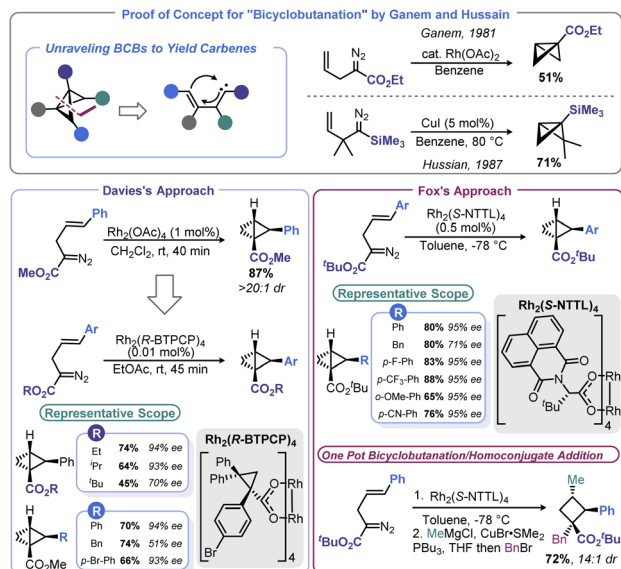 Proof of Concept for "Bicyclobutanation" by Ganem and Hussain
Unraveling BCBs to Yield Carbenes
Ganem, 1981
N2
CO2Et
cat. Rh(OAc)2
Benzene
CO2Et
51%
N2
SiMe3
CuI (5 mol%)
Benzene, 80 °C
Hussian, 1987
SiMe3
71%
Davies's Approach
Ph
MeO2C
N2
Rh2(OAc)4 (1 mol%)
CH2Cl2, rt, 40 min
H
Ph
CO2Me
87%
>20:1 dr
Ar
RO2C
N2
Rh2(R-BTPCP)4
(0.01 mol%)
EtOAc, rt, 45 min
H
Ar
CO2R
Representative Scope
H
Ph
CO2R
R
Et 74% 94% ee
iPr 64% 93% ee
tBu 45% 70% ee
H
R
CO2Me
R
Ph 70% 94% ee
Bn 74% 51% ee
p-Br-Ph 66% 93% ee
Rh2(R-BTPCP)4
Ph
Ph
H
O
O
Rh
Rh
Br
4
Fox's Approach
Ar
tBuO2C
N2
Rh2(S-NTTL)4
(0.5 mol%)
Toluene, -78 °C
H
Ar
CO2tBu
Representative Scope
H
R
CO2tBu
R
Ph 80% 95% ee
Bn 80% 71% ee
p-F-Ph 83% 95% ee
p-CF3-Ph 88% 95% ee
o-OMe-Ph 65% 95% ee
p-CN-Ph 76% 95% ee
Rh2(S-NTTL)4
O
N
O
H
tBu
O
O
Rh
Rh
4
One Pot Bicyclobutanation/Homoconjugate Addition
Ph
tBuO2C
N2
1. Rh2(S-NTTL)4
Toluene, -78 °C
2. MeMgCl, CuBr•SMe2
PBu3, THF then BnBr
Me
Ph
Bn
CO2tBu
72%, 14:1 dr